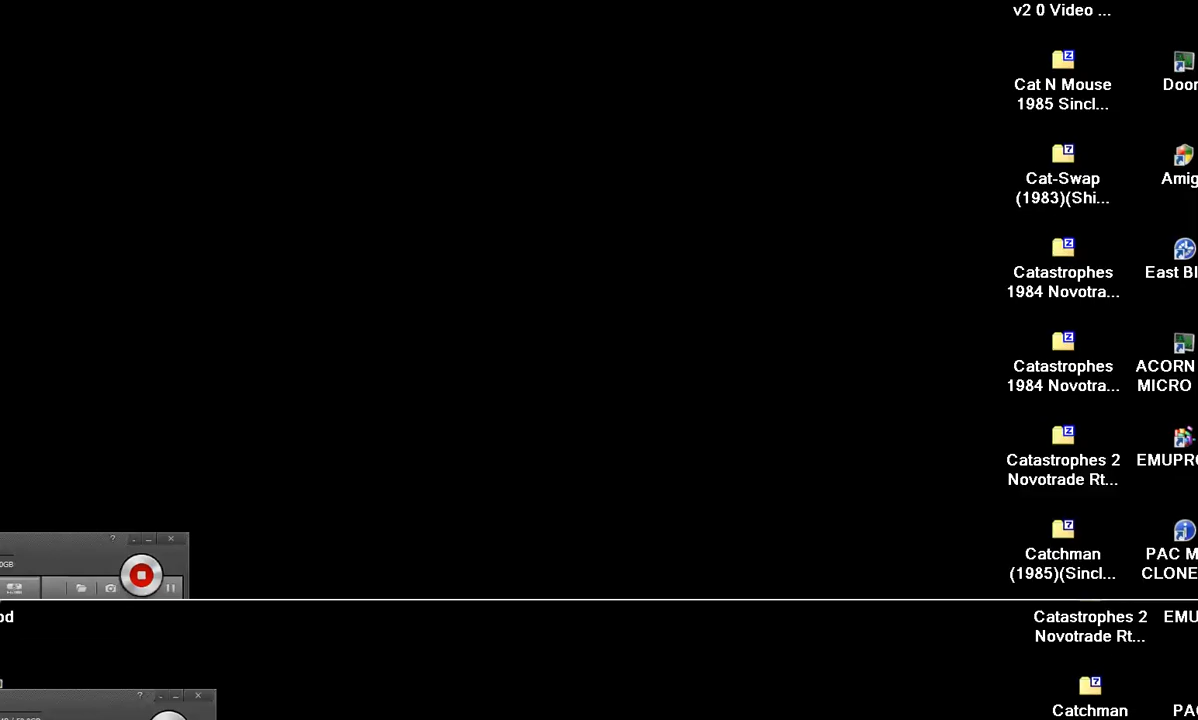 v2 0 Video ...
Cat N Mouse
1985 Sincl...
Door
Cat-Swap
(1983)(Shi...
Amig
Catastrophes
1984 Novotra...
East Bl
Catastrophes
1984 Novotra...
ACORN
MICRO
Catastrophes 2
Novotrade Rt...
EMUPRO
Catchman
(1985)(Sincl...
PAC M
CLONE
0GB
od
Catastrophes 2
Novotrade Rt...
EMU
Catchman
PAC